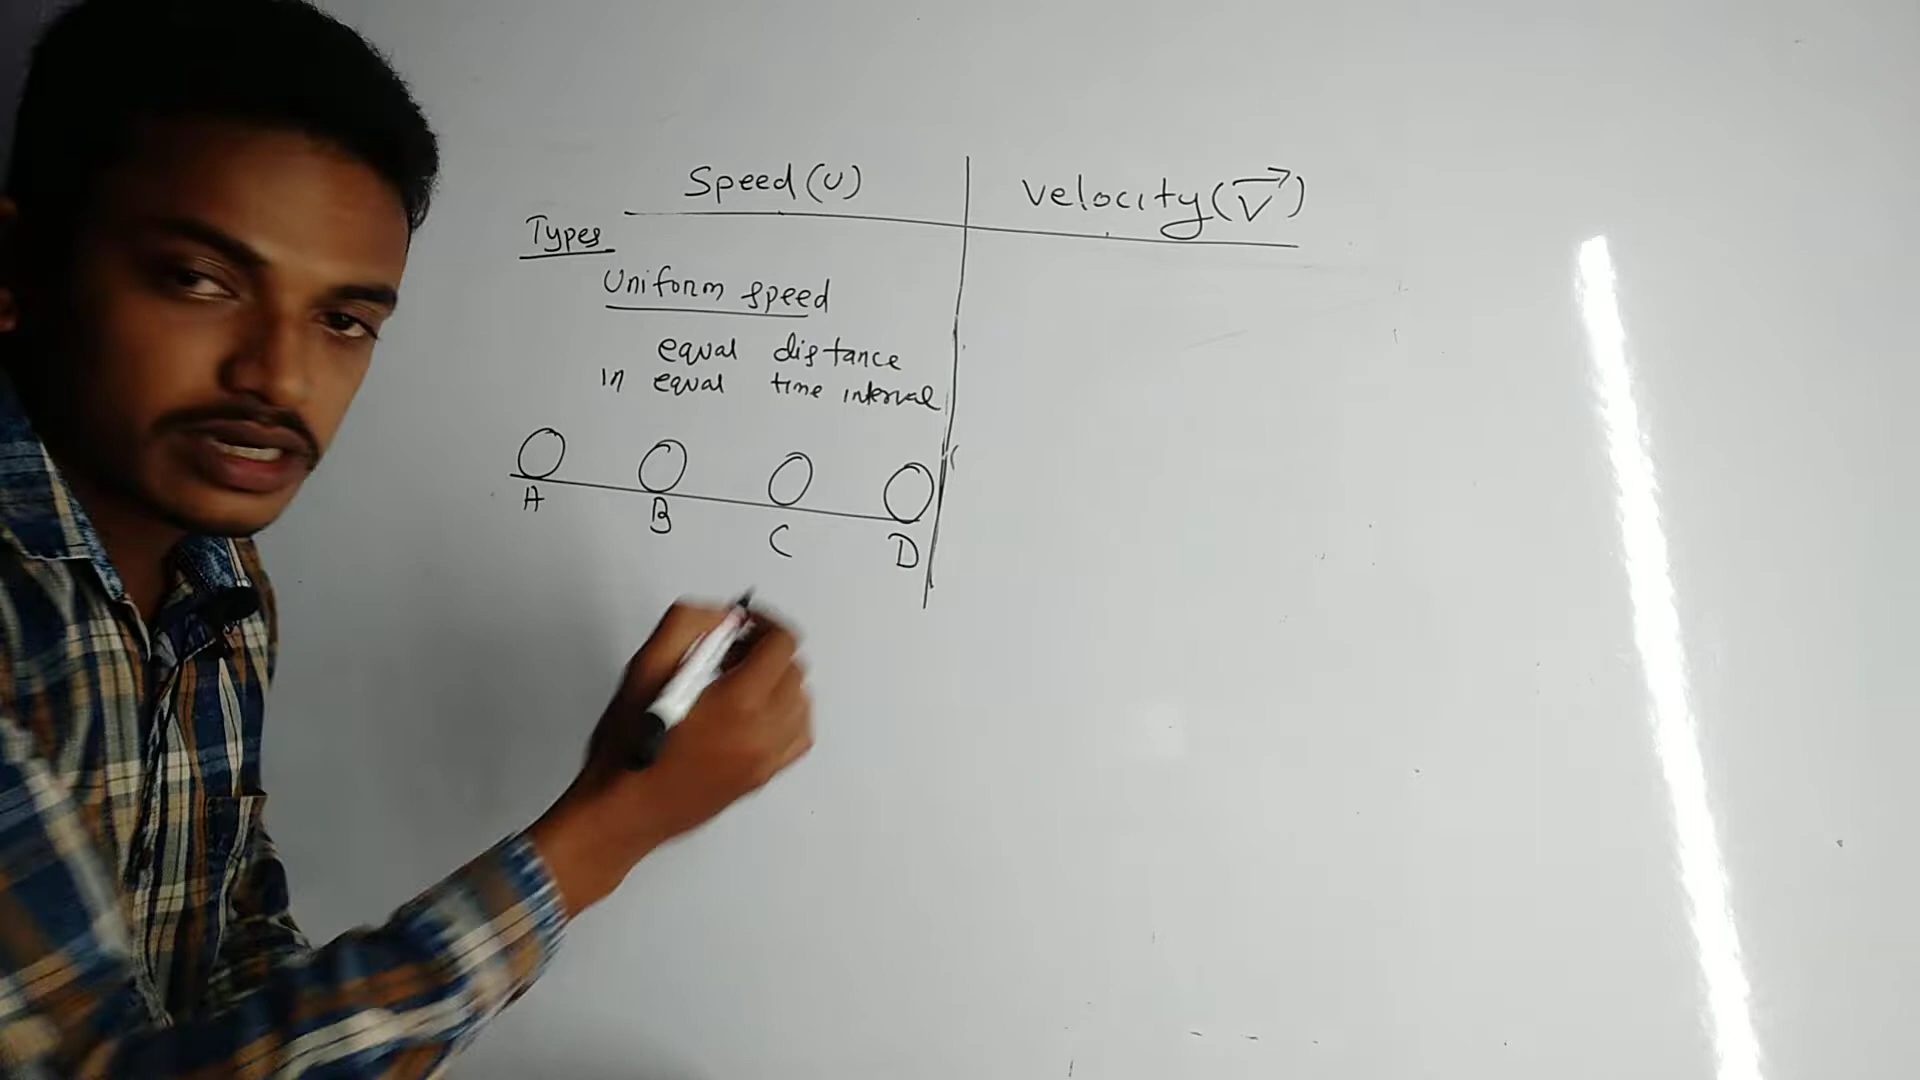 Speed (υ)
Velocity (V⃗)
Types
Uniform speed
equal distance
in equal time interval
A B C D